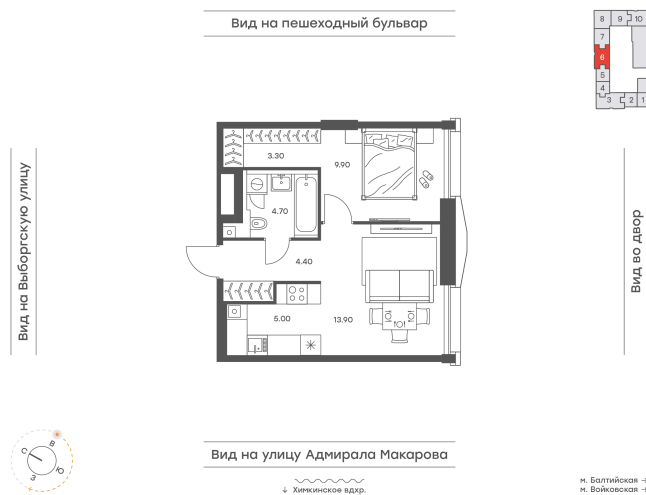 Вид на пешеходный бульвар
8 9 10
7
6
5
4
3 2 1
3.30
9.90
4.70
4.40
5.00
13.90
Вид на Выборгскую улицу
Вид во двор
Вид на улицу Адмирала Макарова
↓ Химкинское вдхр.
С
В
Ю
З
м. Балтийская
м. Войковская